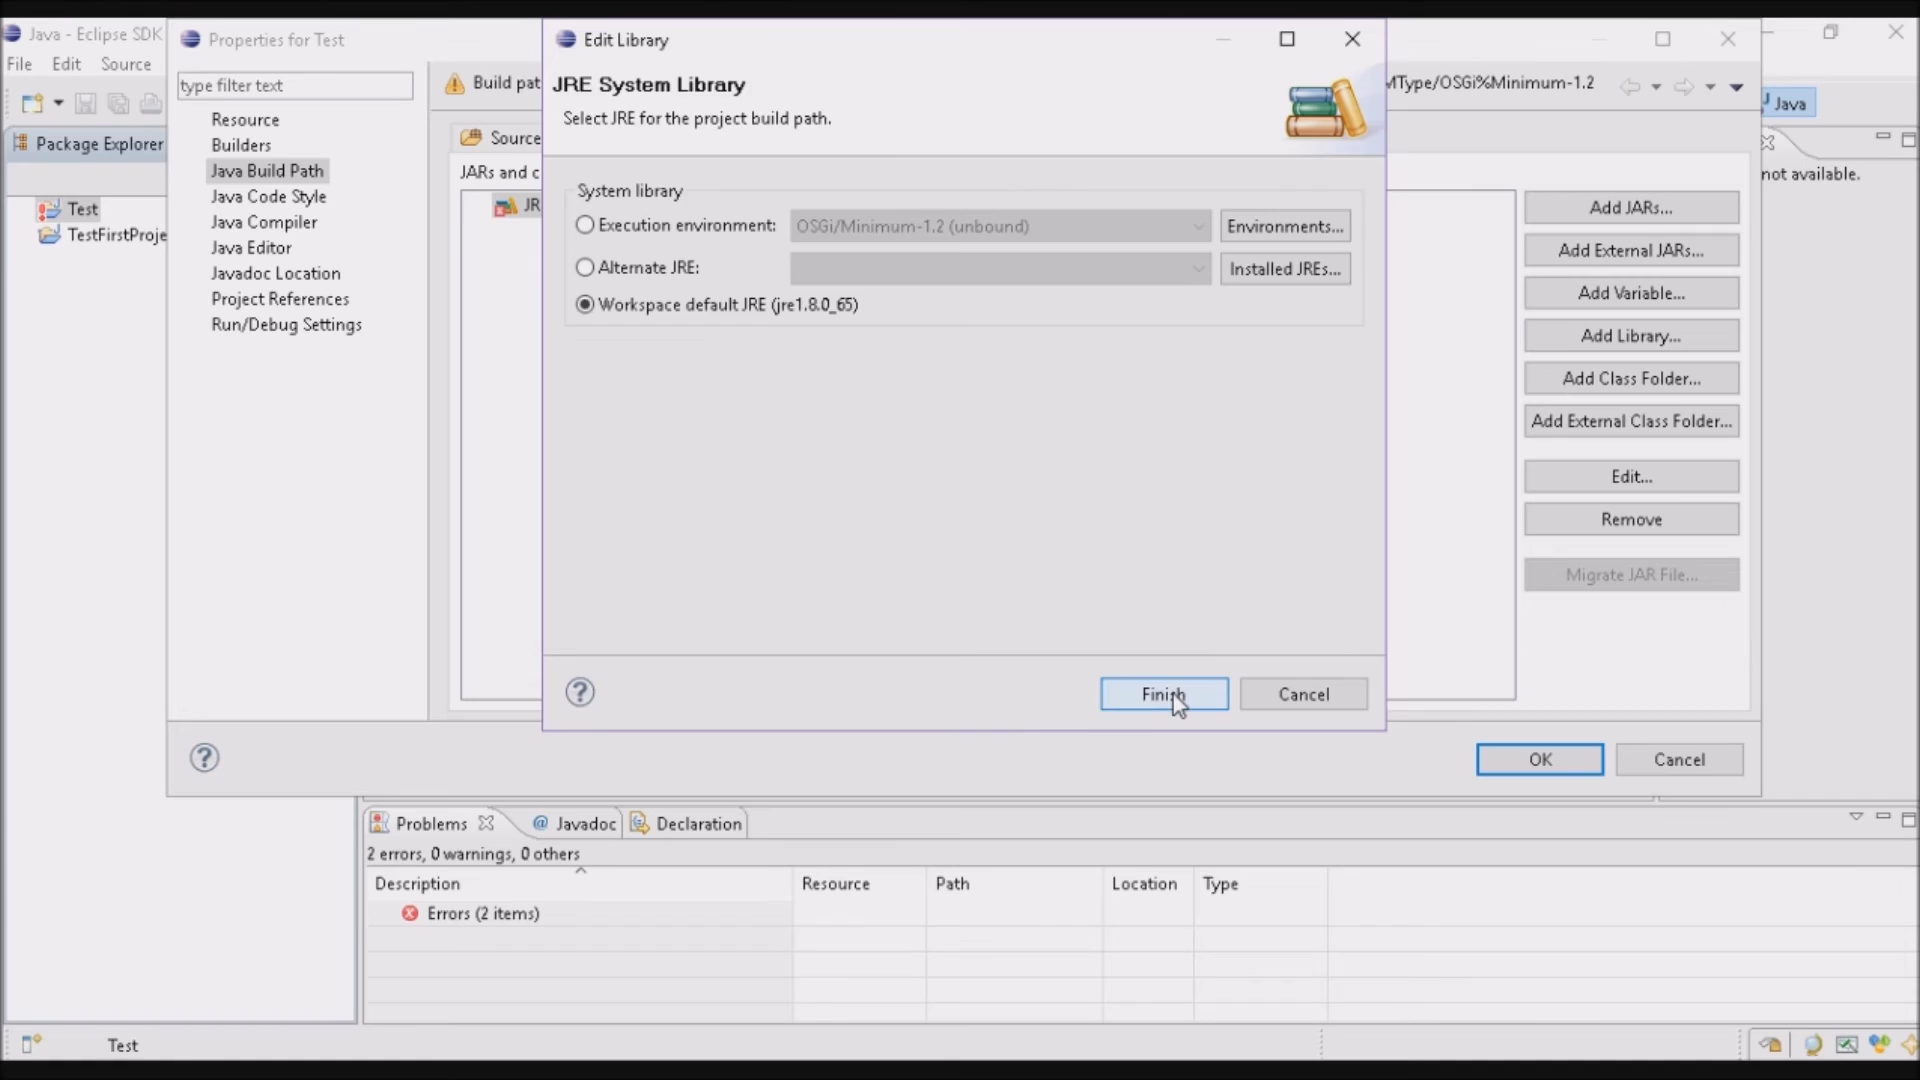 Java - Eclipse SDK
File Edit Source
Package Explorer
Test
TestFirstProje
Properties for Test
type filter text
Resource
Builders
Java Build Path
Java Code Style
Java Compiler
Java Editor
Javadoc Location
Project References
Run/Debug Settings
Build pat
MType/OSGi%Minimum-1.2
Source
JARs and c
JR
Edit Library
JRE System Library
Select JRE for the project build path.
System library
Execution environment: OSGi/Minimum-1.2 (unbound) Environments...
Alternate JRE: Installed JREs...
Workspace default JRE (jre1.8.0_65)
Finish Cancel
Add JARs...
Add External JARs...
Add Variable...
Add Library...
Add Class Folder...
Add External Class Folder...
Edit...
Remove
Migrate JAR File...
OK Cancel
Java
not available.
Problems @ Javadoc Declaration
2 errors, 0 warnings, 0 others
Description Resource Path Location Type
Errors (2 items)
Test